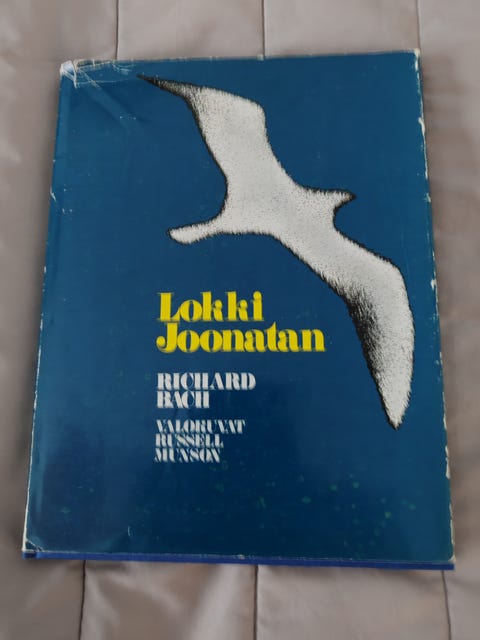 Lokki
Joonatan
RICHARD
BACH
VALOKUVAT
RUSSELL
MUNSON